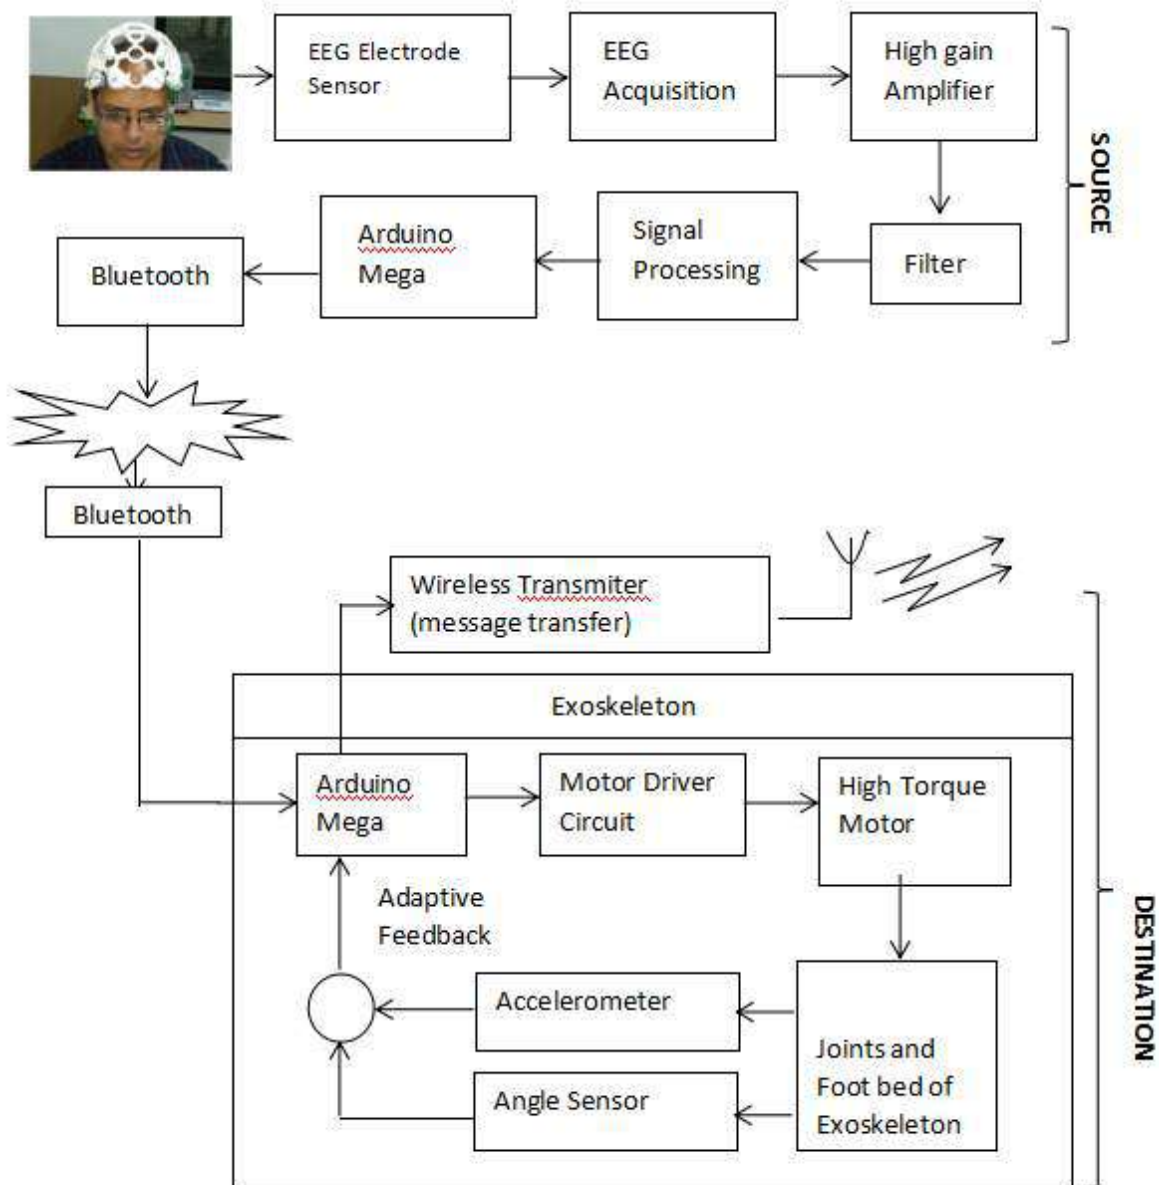 EEG Electrode
Sensor
EEG
Acquisition
High gain
Amplifier
SOURCE
Filter
Signal
Processing
Arduino
Mega
Bluetooth
Bluetooth
Wireless Transmiter
(message transfer)
Exoskeleton
Arduino
Mega
Motor Driver
Circuit
High Torque
Motor
Adaptive
Feedback
Accelerometer
Angle Sensor
Joints and
Foot bed of
Exoskeleton
DESTINATION